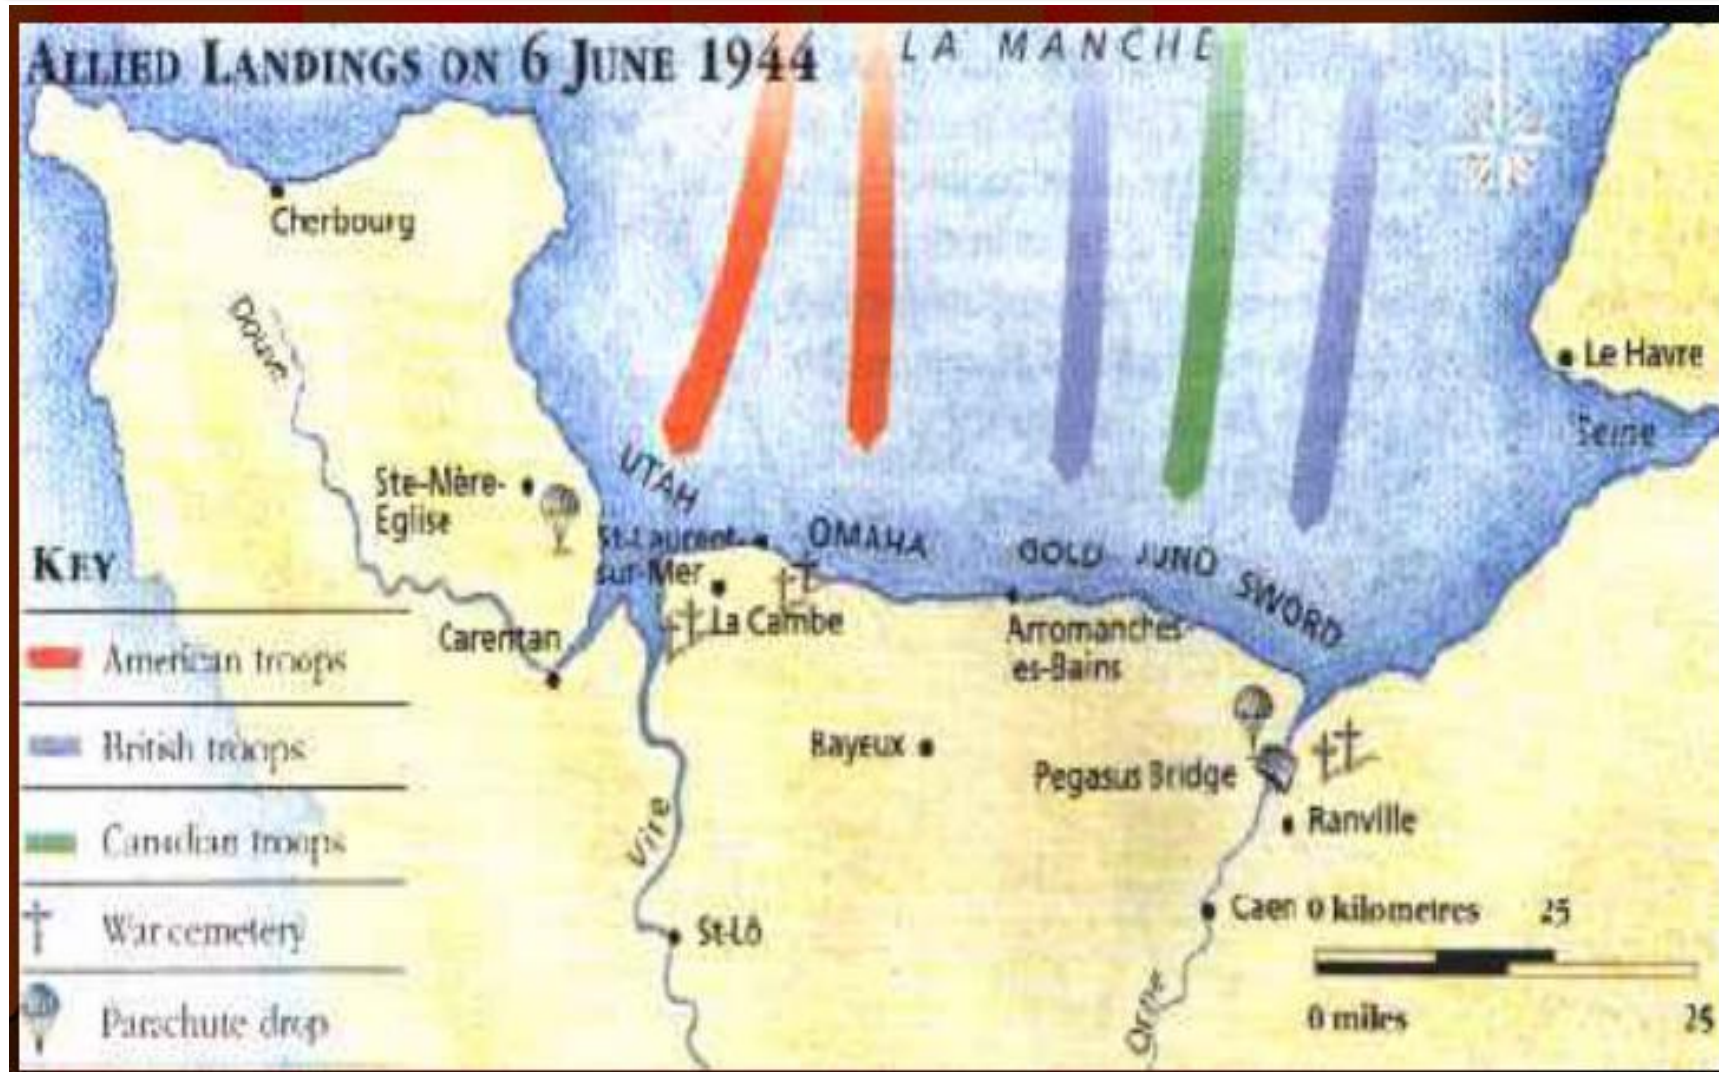 ALLIED LANDINGS ON 6 JUNE 1944
LA MANCHE
Cherbourg
Douve
Le Havre
Seine
UTAH
Ste-Mère-
Eglise
St-Laurent-
sur-Mer
OMAHA
GOLD
JUNO
SWORD
KEY
La Cambe
Carentan
Arromanches-
es-Bains
American troops
British troops
Bayeux
Pegasus Bridge
Ranville
Vire
Canadian troops
Caen
0 kilometres 25
War cemetery
St-Lô
Orne
Parachute drop
0 miles 25